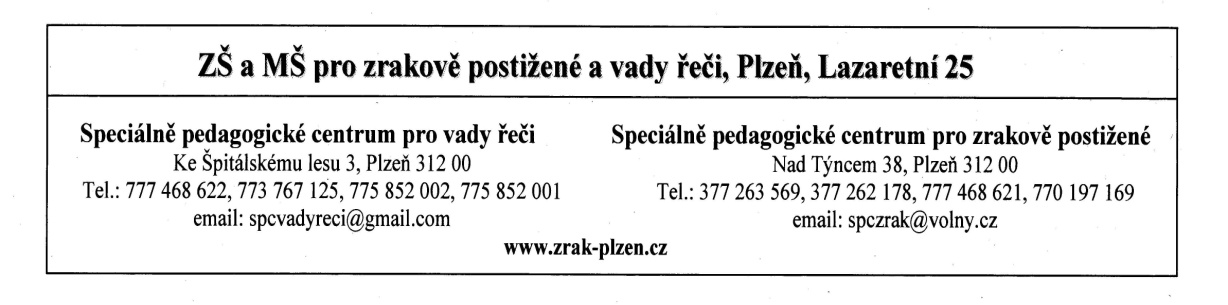 ZŠ a MŠ pro zrakově postižené a vady řeči, Plzeň, Lazaretní 25
Speciálně pedagogické centrum pro vady řeči
Ke Špitálskému lesu 3, Plzeň 312 00
Tel.: 777 468 622, 773 767 125, 775 852 002, 775 852 001
email: spcvadyreci@gmail.com
Speciálně pedagogické centrum pro zrakově postižené
Nad Týncem 38, Plzeň 312 00
Tel.: 377 263 569, 377 262 178, 777 468 621, 770 197 169
email: spczrak@volny.cz
www.zrak-plzen.cz